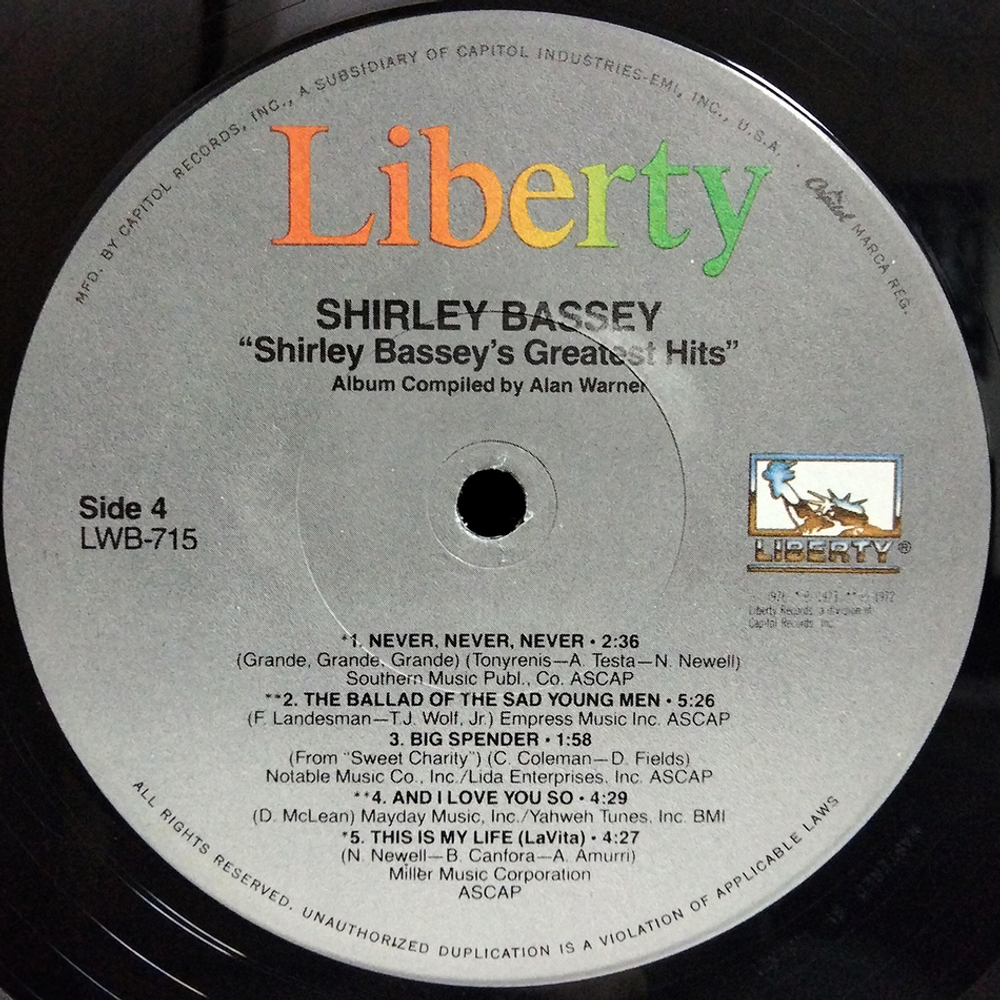 MFD. BY CAPITOL RECORDS, INC., A SUBSIDIARY OF CAPITOL INDUSTRIES-EMI, INC., U.S.A. · Capitol MARCA REG.
Liberty
SHIRLEY BASSEY
“Shirley Bassey’s Greatest Hits”
Album Compiled by Alan Warner
Side 4
LWB-715
LIBERTY®
1972
Liberty Records, a division of
Capitol Records, Inc.
*1. NEVER, NEVER, NEVER • 2:36
(Grande, Grande, Grande) (Tonyrenis—A. Testa—N. Newell)
Southern Music Publ., Co. ASCAP
**2. THE BALLAD OF THE SAD YOUNG MEN • 5:26
(F. Landesman—T.J. Wolf, Jr.) Empress Music Inc. ASCAP
3. BIG SPENDER • 1:58
(From “Sweet Charity”) (C. Coleman—D. Fields)
Notable Music Co., Inc./Lida Enterprises, Inc. ASCAP
**4. AND I LOVE YOU SO • 4:29
(D. McLean) Mayday Music, Inc./Yahweh Tunes, Inc. BMI
*5. THIS IS MY LIFE (LaVita) • 4:27
(N. Newell—B. Canfora—A. Amurri)
Miller Music Corporation
ASCAP
ALL RIGHTS RESERVED. UNAUTHORIZED DUPLICATION IS A VIOLATION OF APPLICABLE LAWS